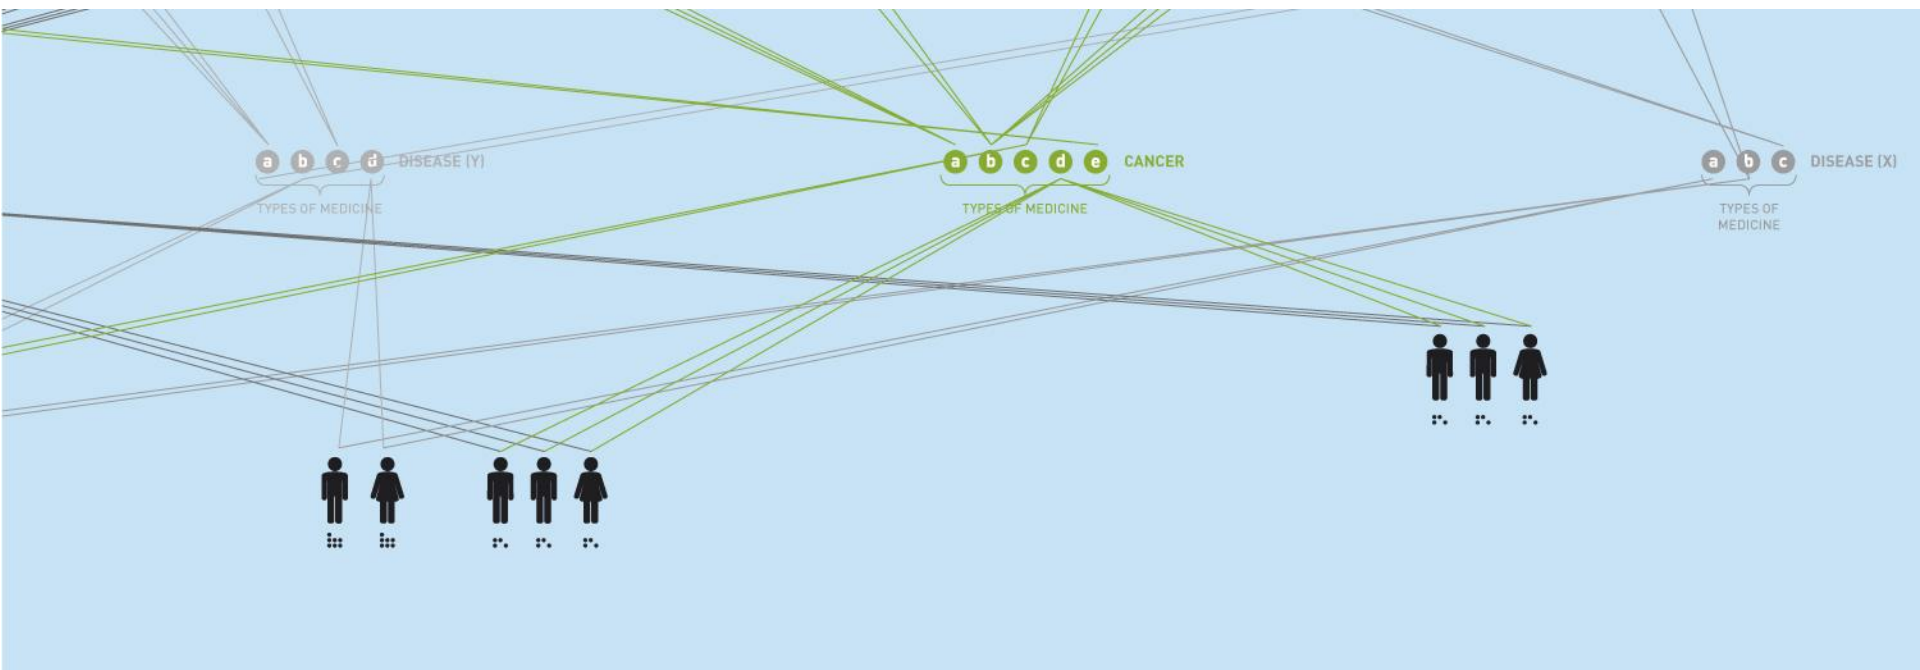 a b c d DISEASE (Y)
TYPES OF MEDICINE
a b c d e CANCER
TYPES OF MEDICINE
a b c DISEASE (X)
TYPES OF
MEDICINE